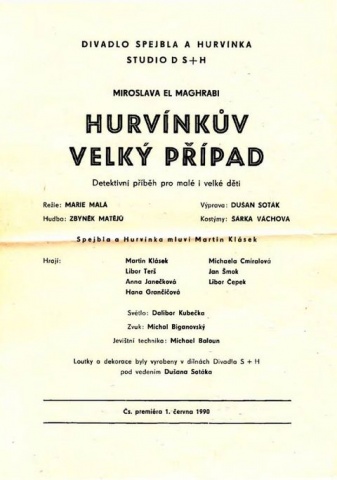 DIVADLO SPEJBLA A HURVÍNKA
STUDIO D S+H
MIROSLAVA EL MAGHRABI
HURVÍNKŮV
VELKÝ PŘÍPAD
Detektivní příběh pro malé i velké děti
Režie: MARIE MALÁ
Výprava: DUŠAN SOTÁK
Hudba: ZBYNĚK MATĚJŮ
Kostýmy: ŠÁRKA VÁCHOVÁ
Spejbla a Hurvínka mluví Martin Klásek
Hrají:
Martin Klásek
Michaela Cmíralová
Libor Terš
Jan Šmok
Anna Janečková
Libor Čepek
Hana Grančičová
Světlo: Dalibor Kubečka
Zvuk: Michal Biganovský
Jevištní technika: Michael Baloun
Loutky a dekorace byly vyrobeny v dílnách Divadla S + H
pod vedením Dušana Sotáka
Čs. premiéra 1. června 1990